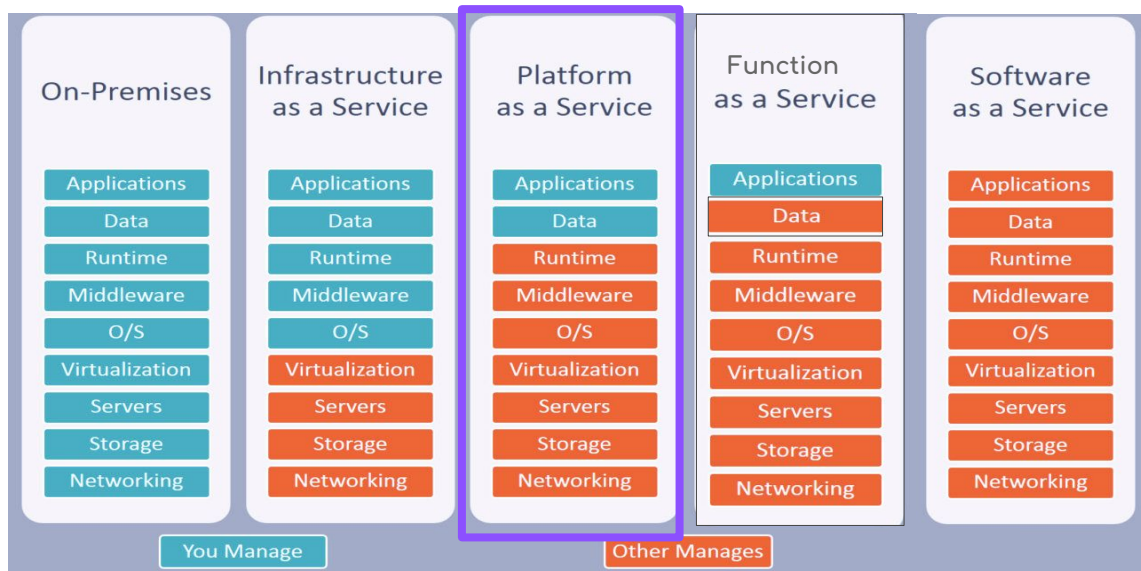 On-Premises
Applications
Data
Runtime
Middleware
O/S
Virtualization
Servers
Storage
Networking
Infrastructure
as a Service
Applications
Data
Runtime
Middleware
O/S
Virtualization
Servers
Storage
Networking
Platform
as a Service
Applications
Data
Runtime
Middleware
O/S
Virtualization
Servers
Storage
Networking
Function
as a Service
Applications
Data
Runtime
Middleware
O/S
Virtualization
Servers
Storage
Networking
Software
as a Service
Applications
Data
Runtime
Middleware
O/S
Virtualization
Servers
Storage
Networking
You Manage
Other Manages